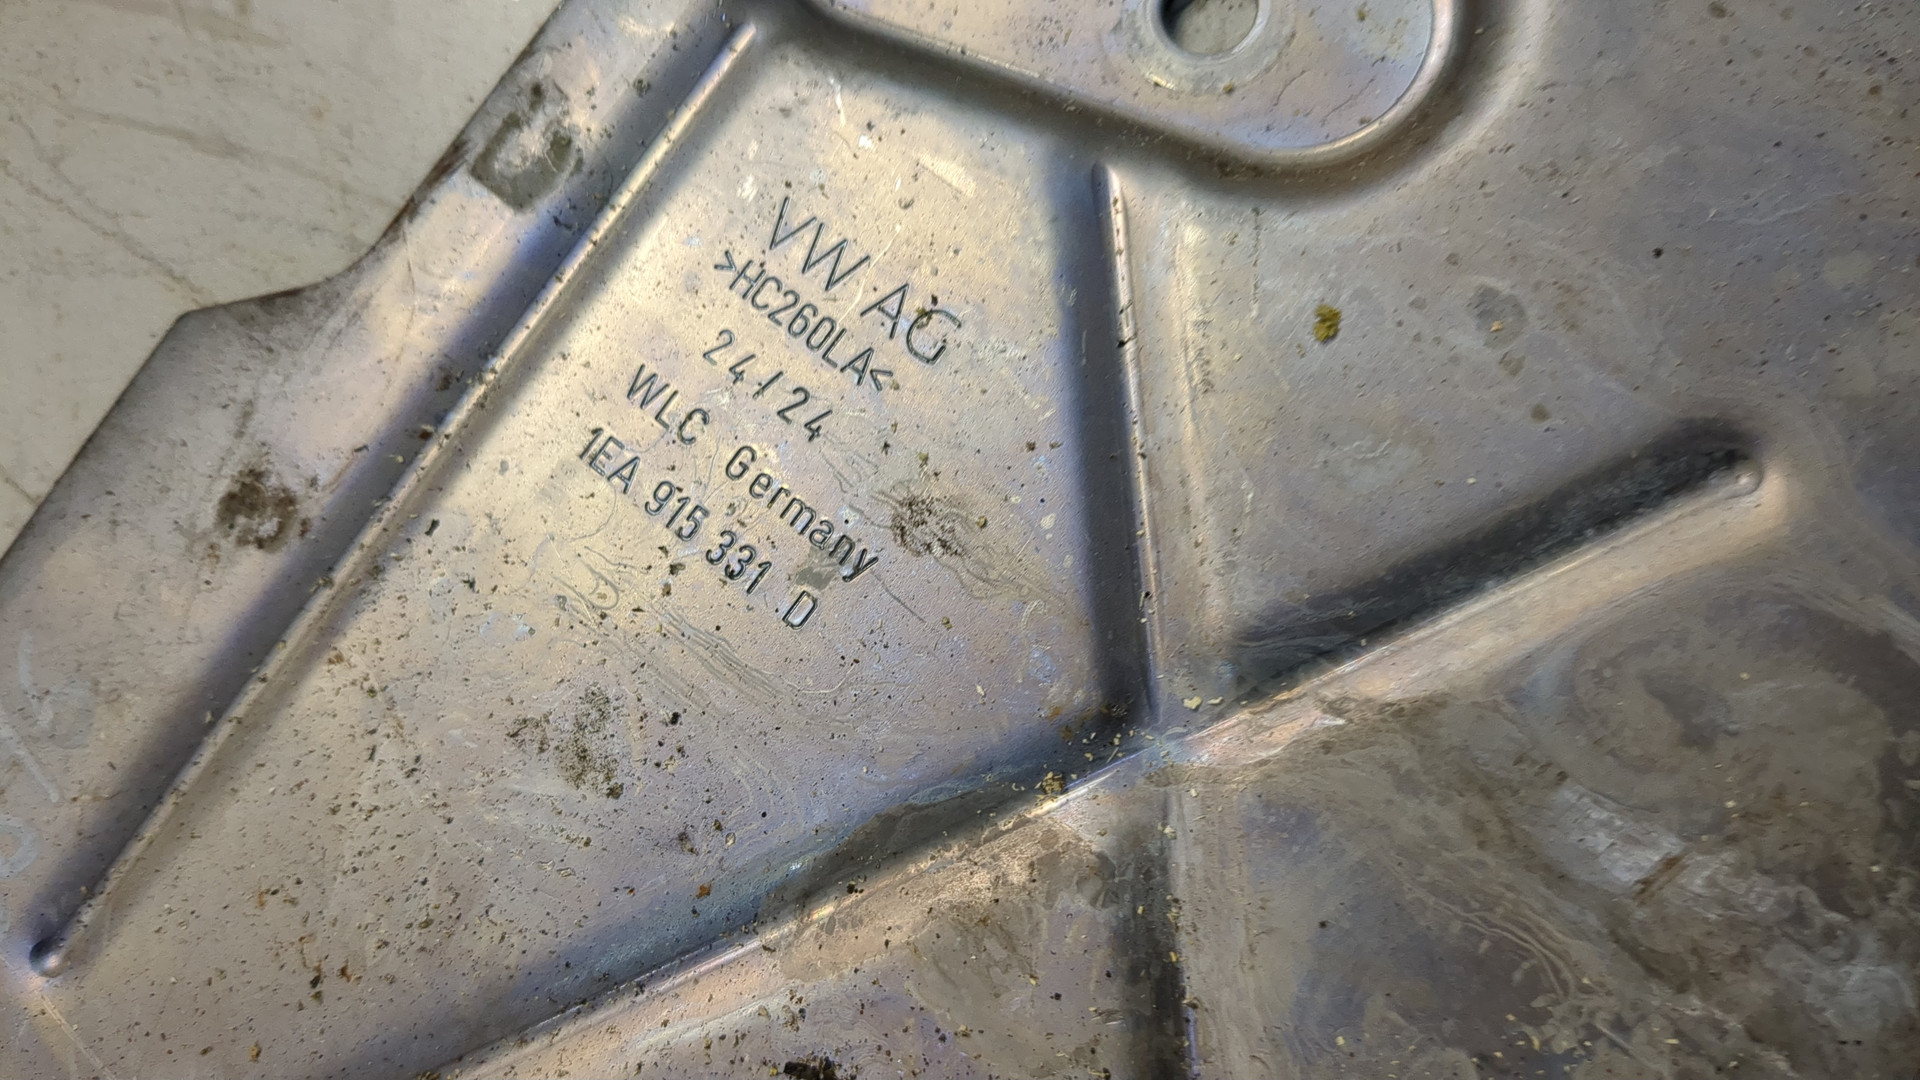 VW AG
>HC260LA<
24/24
WLC Germany
1EA 915 331 D